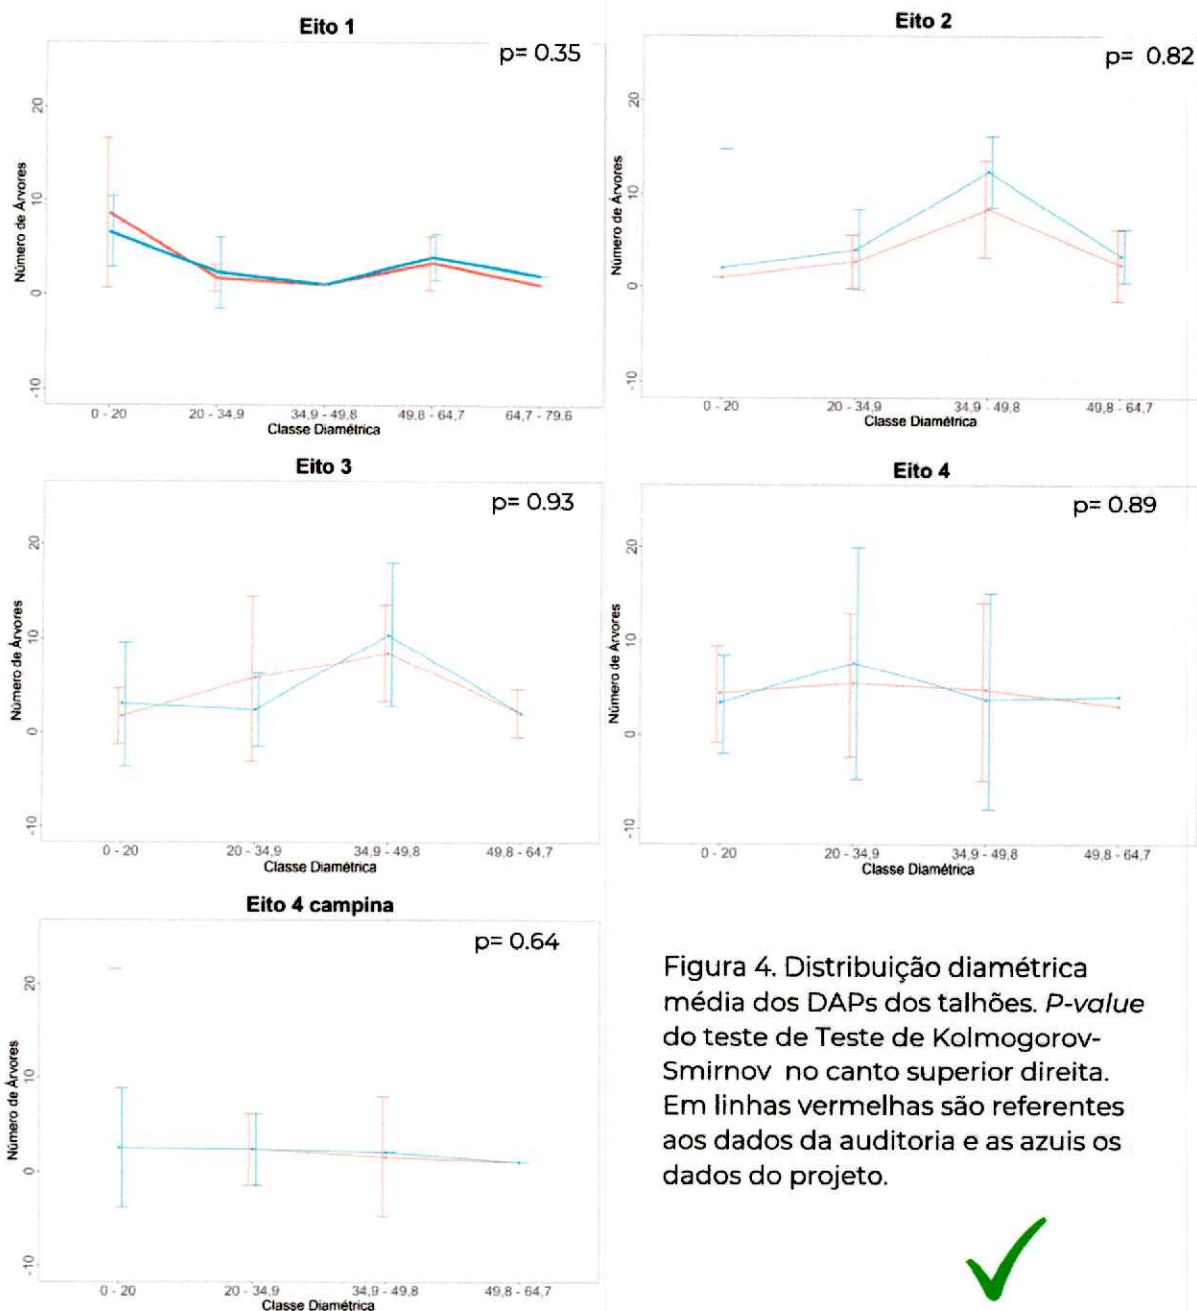 Eito 1
p= 0.35
Número de Árvores
20
10
0
-10
0 - 20
20 - 34,9
34,9 - 49,8
49,8 - 64,7
64,7 - 79,6
Classe Diamétrica
Eito 2
p= 0.82
Número de Árvores
20
10
0
-10
0 - 20
20 - 34,9
34,9 - 49,8
49,8 - 64,7
Classe Diamétrica
Eito 3
p= 0.93
Número de Árvores
20
10
0
-10
0 - 20
20 - 34,9
34,9 - 49,8
49,8 - 64,7
Classe Diamétrica
Eito 4
p= 0.89
Número de Árvores
20
10
0
-10
0 - 20
20 - 34,9
34,9 - 49,8
49,8 - 64,7
Classe Diamétrica
Eito 4 campina
p= 0.64
Número de Árvores
20
10
0
-10
0 - 20
20 - 34,9
34,9 - 49,8
49,8 - 64,7
Classe Diamétrica
Figura 4. Distribuição diamétrica
média dos DAPs dos talhões. P-value
do teste de Teste de Kolmogorov-
Smirnov no canto superior direita.
Em linhas vermelhas são referentes
aos dados da auditoria e as azuis os
dados do projeto.